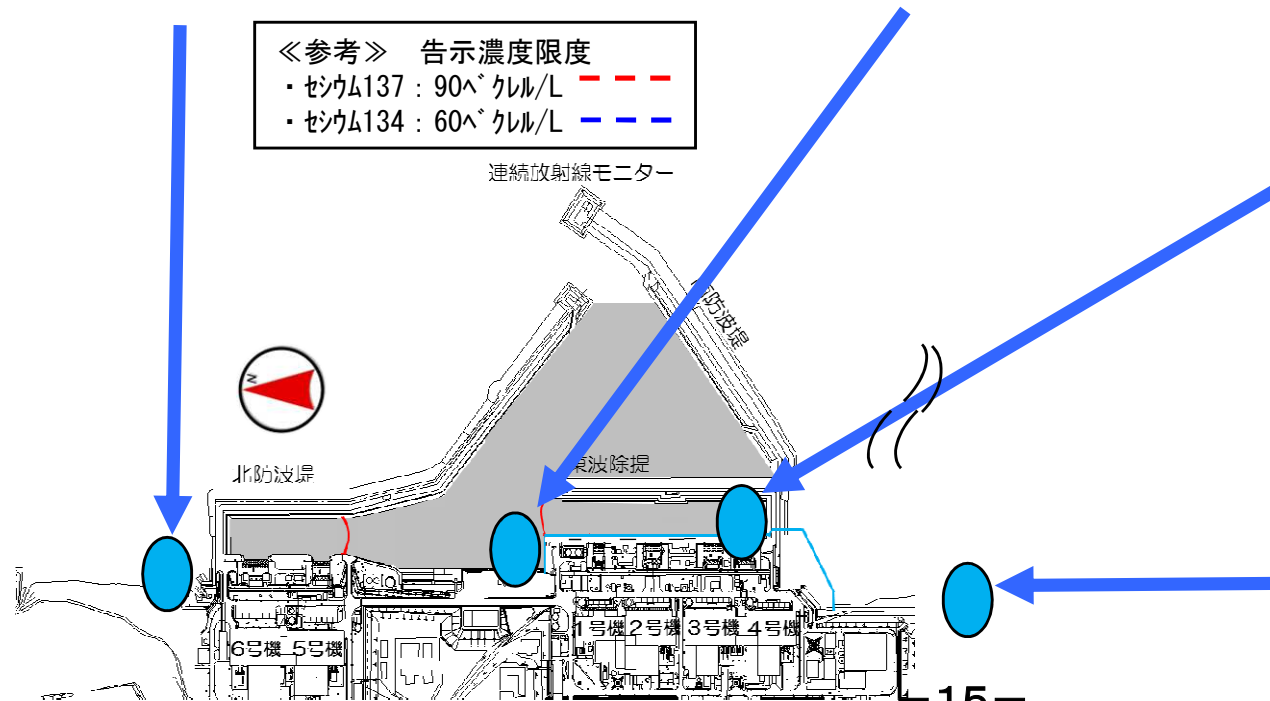 ≪参考≫ 告示濃度限度
・ｾｼｳﾑ137：90ﾍﾞｸﾚﾙ/L
・ｾｼｳﾑ134：60ﾍﾞｸﾚﾙ/L
連続放射線モニター
防波堤
N
北防波堤
東波除堤
1号機 2号機 3号機 4号機
6号機 5号機
－15－